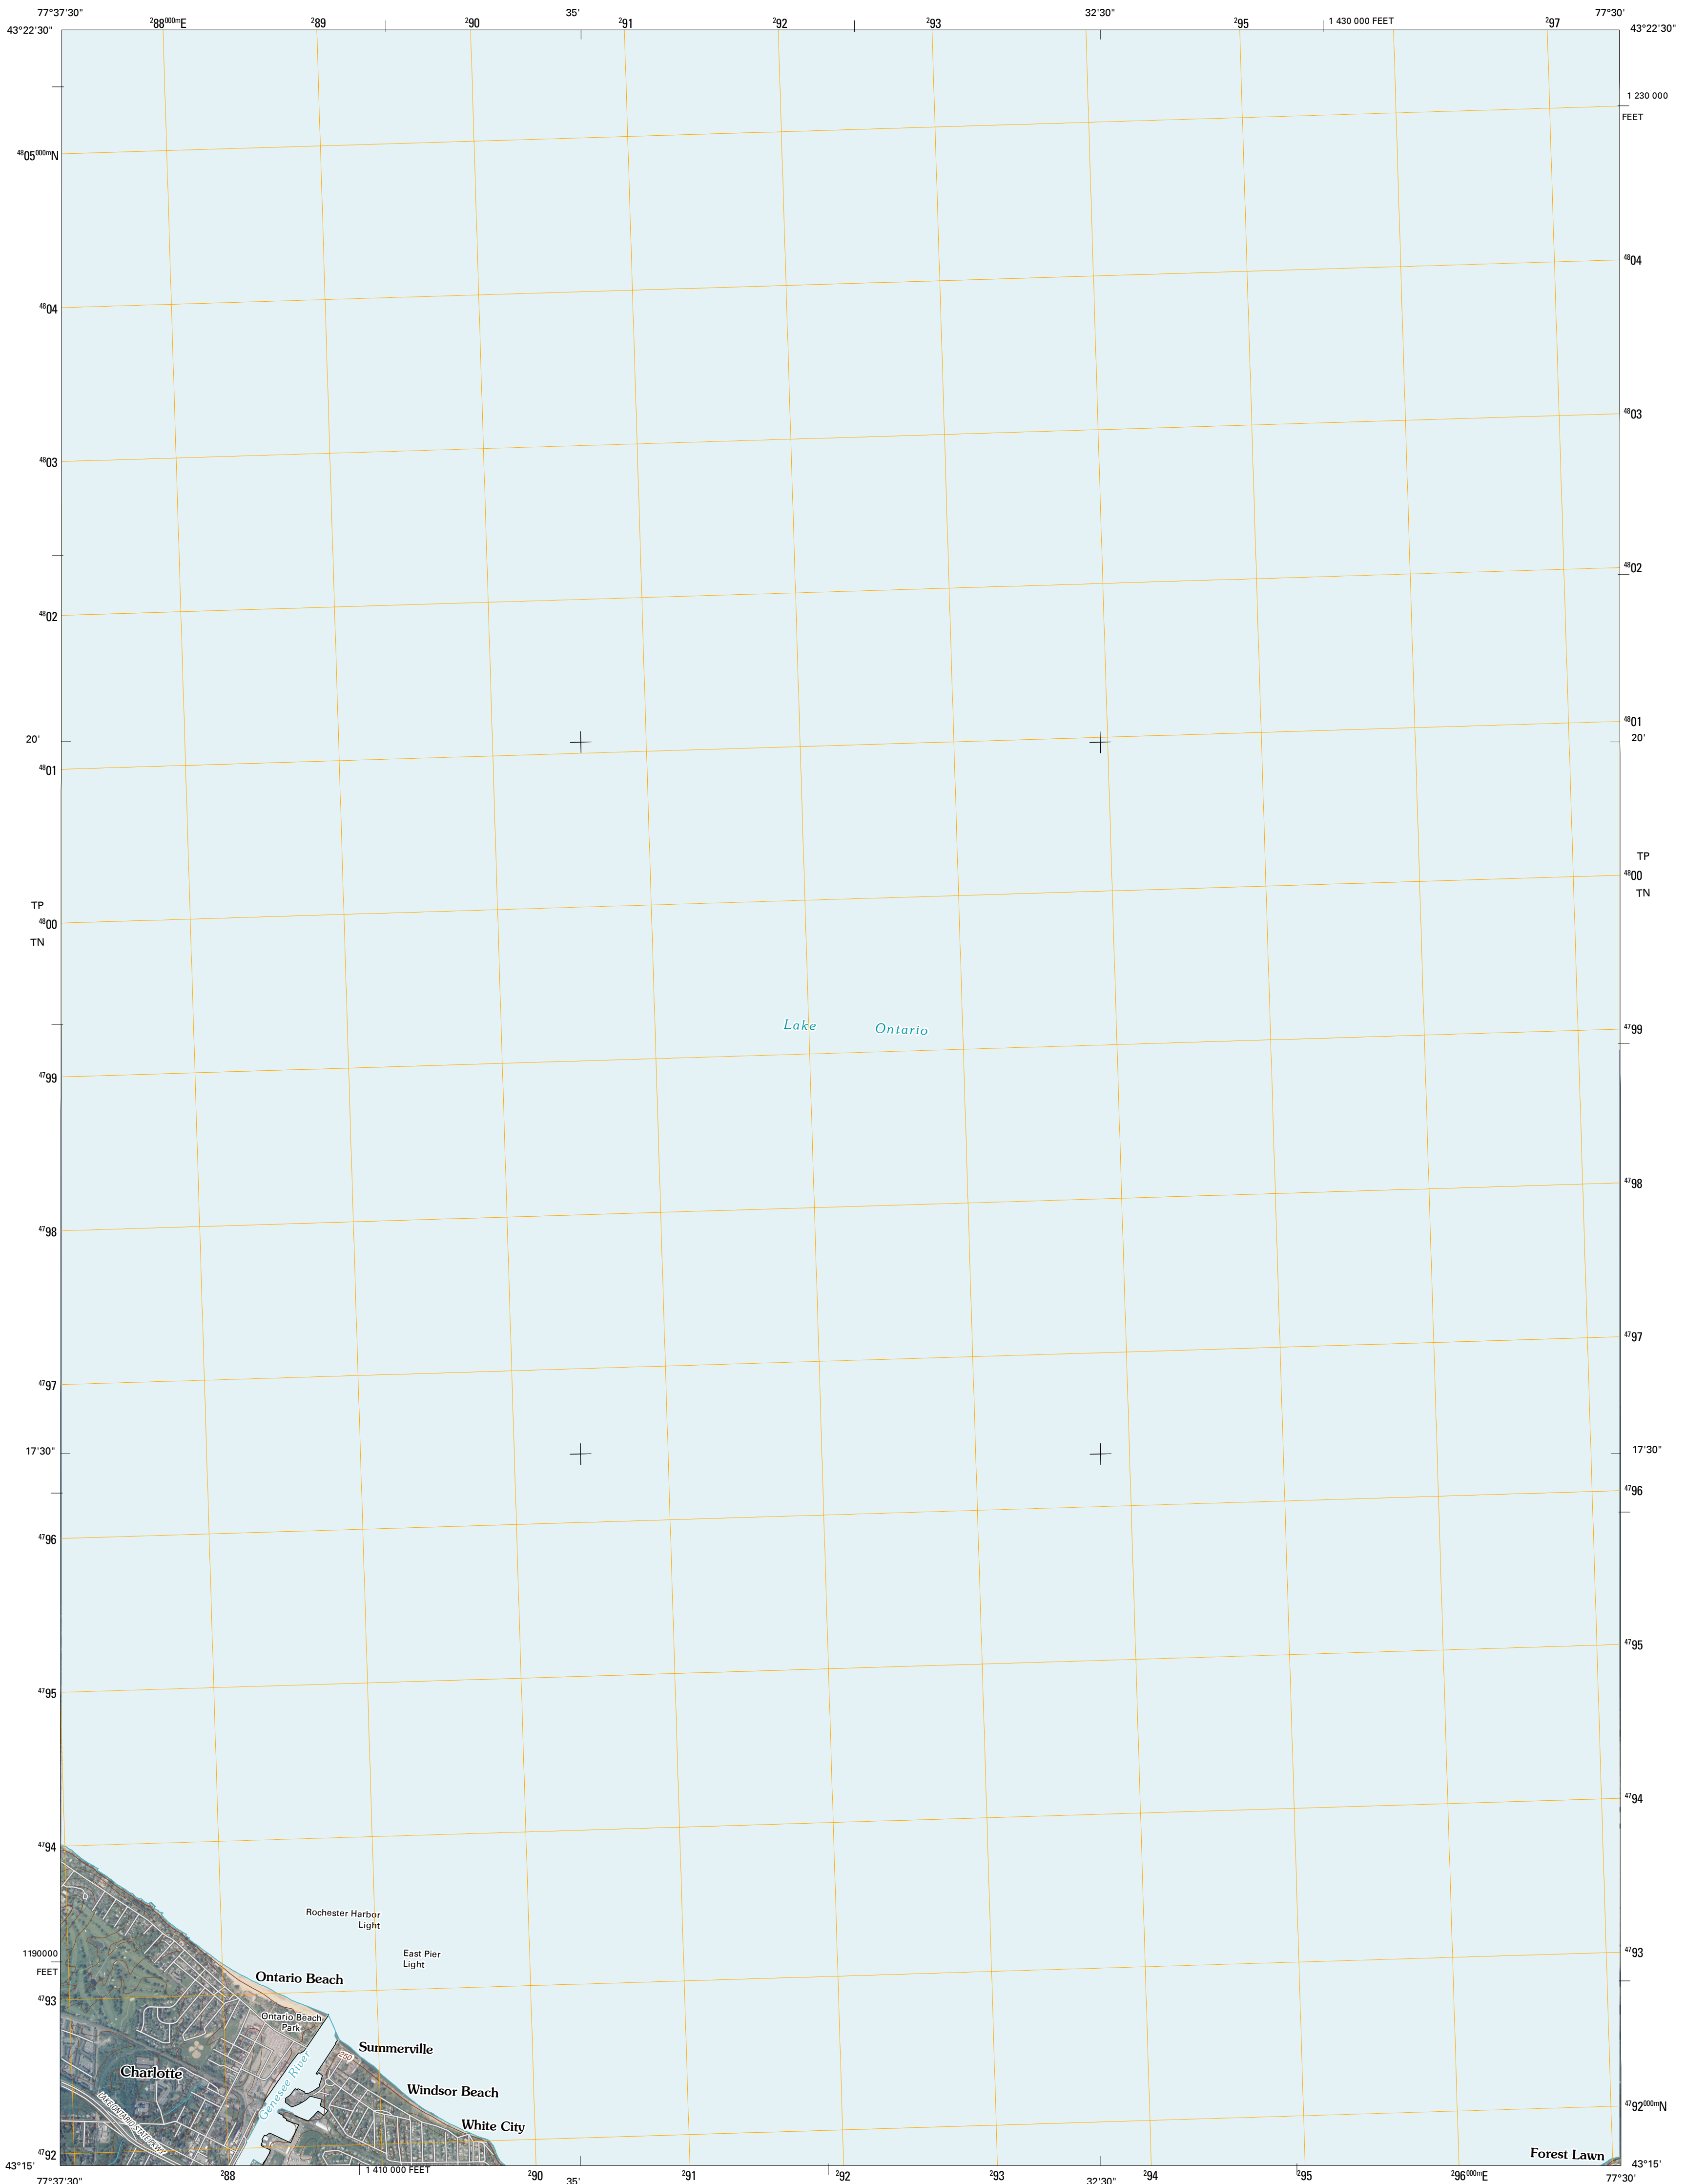 77°37'30"
²88⁰⁰⁰ᵐE
²89
²90
35'
²91
²92
²93
32'30"
²95
1 430 000 FEET
²97
77°30'
43°22'30"
43°22'30"
1 230 000
FEET
⁴⁸05⁰⁰⁰ᵐN
⁴⁸04
⁴⁸04
⁴⁸03
⁴⁸03
⁴⁸02
⁴⁸02
⁴⁸01
20'
20'
⁴⁸01
TP
⁴⁸00
TN
TP
⁴⁸00
TN
Lake Ontario
⁴⁷99
⁴⁷99
⁴⁷98
⁴⁷98
⁴⁷97
⁴⁷97
17'30"
17'30"
⁴⁷96
⁴⁷96
⁴⁷95
⁴⁷95
⁴⁷94
⁴⁷94
Rochester Harbor
Light
East Pier
Light
1190000
FEET
⁴⁷93
⁴⁷93
Ontario Beach
Ontario Beach
Park
Summerville
250
Genesee River
Charlotte
Windsor Beach
LAKE ONTARIO STATE PKWY
White City
⁴⁷92⁰⁰⁰ᵐN
⁴⁷92
Forest Lawn
43°15'
43°15'
77°37'30"
²88
1 410 000 FEET
²90
35'
²91
²92
²93
32'30"
²94
²95
²96⁰⁰⁰ᵐE
77°30'